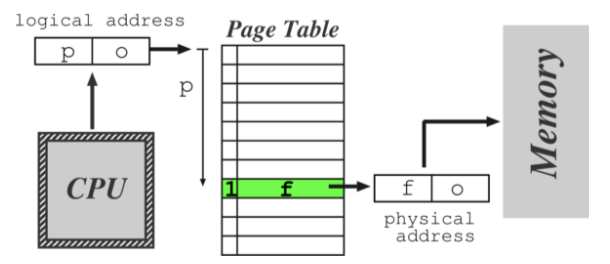 logical address
p o
p
CPU
Page Table
1 f
f o
physical
address
Memory